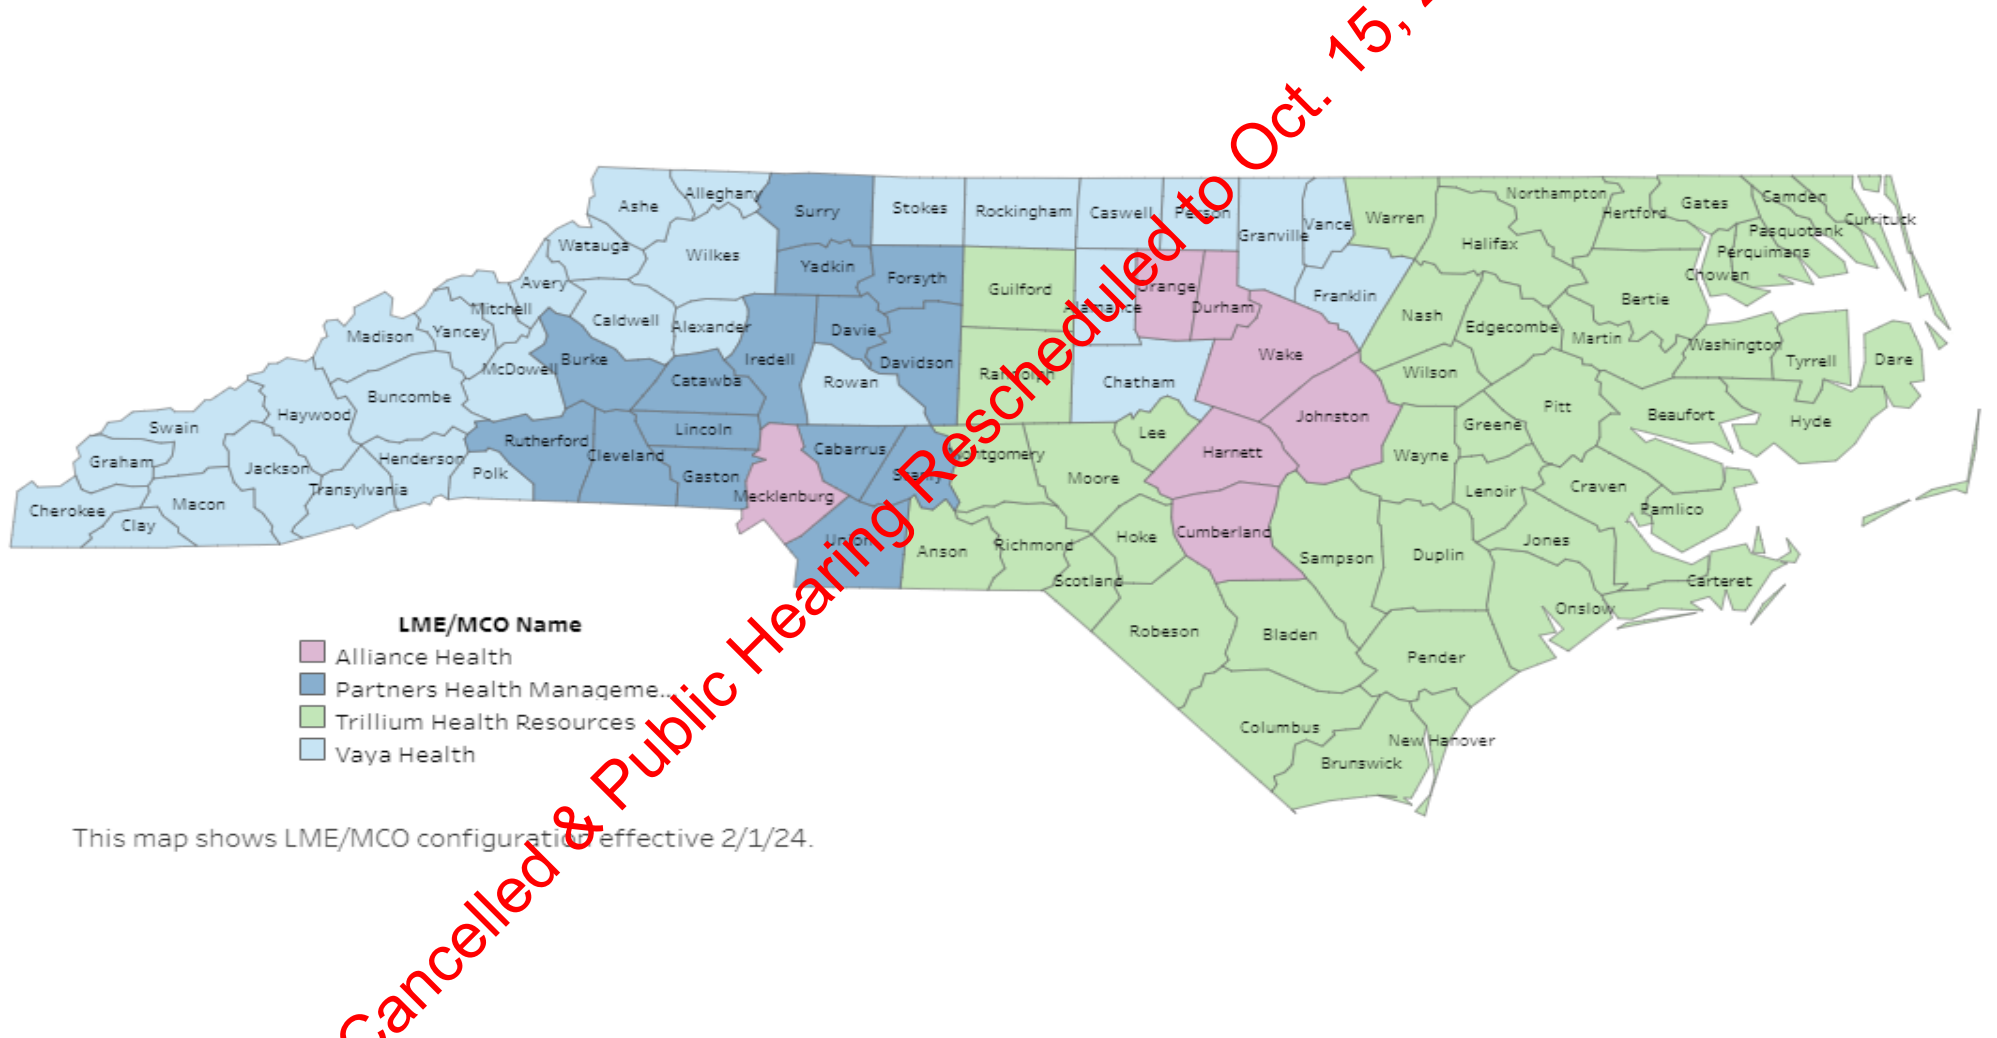 Cancelled & Public Hearing Rescheduled to Oct. 15,
Alleghany
Ashe
Surry
Stokes
Rockingham
Caswell
Person
Granville
Vance
Warren
Northampton
Hertford
Gates
Camden
Currituck
Pasquotank
Perquimans
Chowan
Halifax
Watauga
Wilkes
Yadkin
Forsyth
Guilford
Alamance
Orange
Durham
Franklin
Nash
Edgecombe
Bertie
Martin
Washington
Tyrrell
Dare
Avery
Mitchell
Caldwell
Alexander
Iredell
Davie
Davidson
Randolph
Chatham
Wake
Wilson
Madison
Yancey
McDowell
Burke
Catawba
Rowan
Johnston
Greene
Pitt
Beaufort
Hyde
Buncombe
Haywood
Swain
Rutherford
Lincoln
Cabarrus
Stanly
Montgomery
Moore
Lee
Harnett
Wayne
Lenoir
Craven
Pamlico
Graham
Jackson
Henderson
Polk
Cleveland
Gaston
Mecklenburg
Transylvania
Macon
Cherokee
Clay
Union
Anson
Richmond
Hoke
Scotland
Cumberland
Sampson
Duplin
Jones
Carteret
Onslow
Robeson
Bladen
Pender
Columbus
New Hanover
Brunswick
LME/MCO Name
Alliance Health
Partners Health Manageme...
Trillium Health Resources
Vaya Health
This map shows LME/MCO configuration effective 2/1/24.